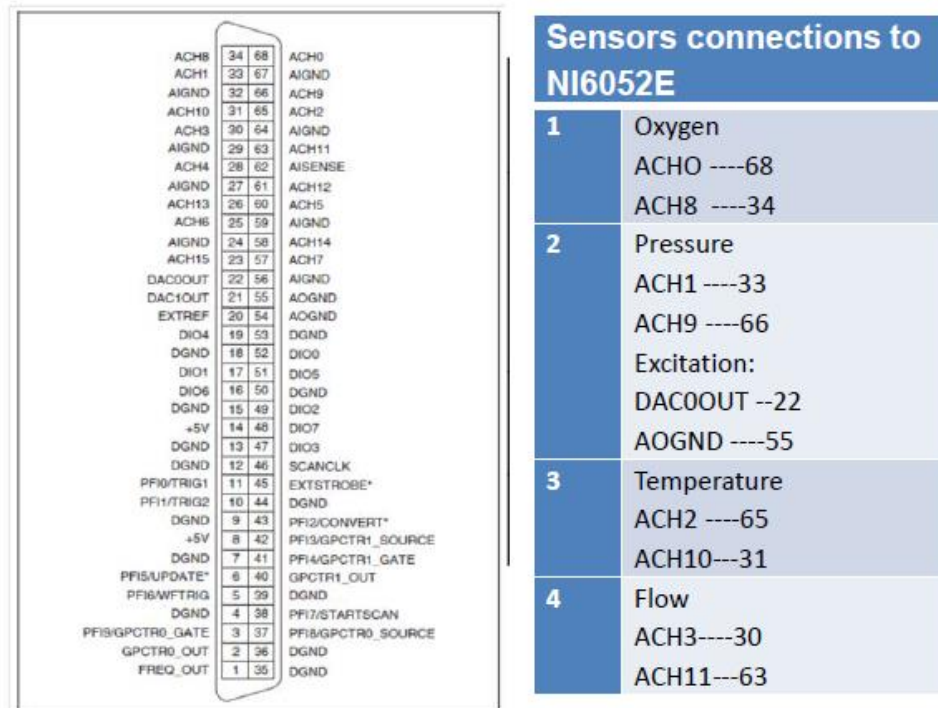 ACH8 34 68 ACH0
ACH1 33 67 AIGND
AIGND 32 66 ACH9
ACH10 31 65 ACH2
ACH3 30 64 AIGND
AIGND 29 63 ACH11
ACH4 28 62 AISENSE
AIGND 27 61 ACH12
ACH13 26 60 ACH5
ACH6 25 59 AIGND
AIGND 24 58 ACH14
ACH15 23 57 ACH7
DAC0OUT 22 56 AIGND
DAC1OUT 21 55 AOGND
EXTREF 20 54 AOGND
DIO4 19 53 DGND
DGND 18 52 DIO0
DIO1 17 51 DIO5
DIO6 16 50 DGND
DGND 15 49 DIO2
+5V 14 48 DIO7
DGND 13 47 DIO3
DGND 12 46 SCANCLK
PFI0/TRIG1 11 45 EXTSTROBE*
PFI1/TRIG2 10 44 DGND
DGND 9 43 PFI2/CONVERT*
+5V 8 42 PFI3/GPCTR1_SOURCE
DGND 7 41 PFI4/GPCTR1_GATE
PFI5/UPDATE* 6 40 GPCTR1_OUT
PFI6/WFTRIG 5 39 DGND
DGND 4 38 PFI7/STARTSCAN
PFI9/GPCTR0_GATE 3 37 PFI8/GPCTR0_SOURCE
GPCTR0_OUT 2 36 DGND
FREQ_OUT 1 35 DGND
Sensors connections to
NI6052E
1 Oxygen
ACHO ----68
ACH8 ----34
2 Pressure
ACH1 ----33
ACH9 ----66
Excitation:
DAC0OUT --22
AOGND ----55
3 Temperature
ACH2 ----65
ACH10---31
4 Flow
ACH3----30
ACH11---63